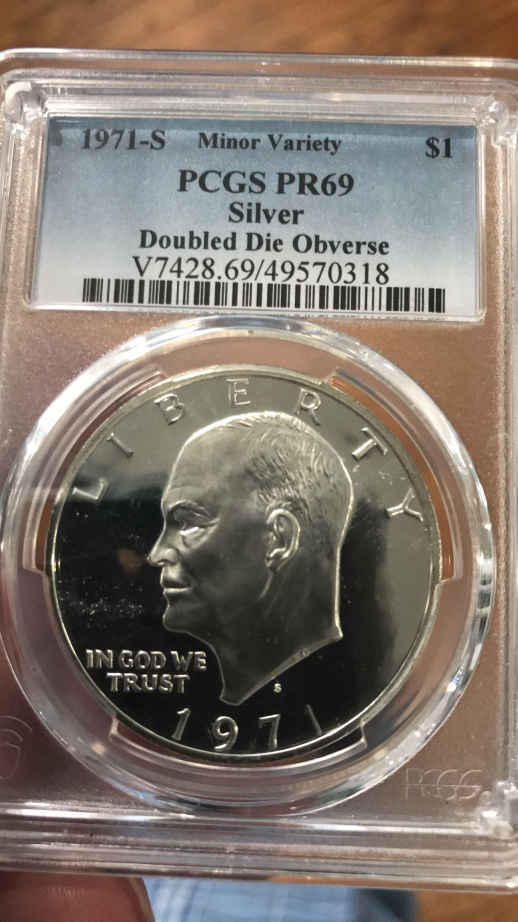 1971-S Minor Variety $1
PCGS PR69
Silver
Doubled Die Obverse
V7428.69/49570318
LIBERTY
IN GOD WE
TRUST
S
1971
PCGS